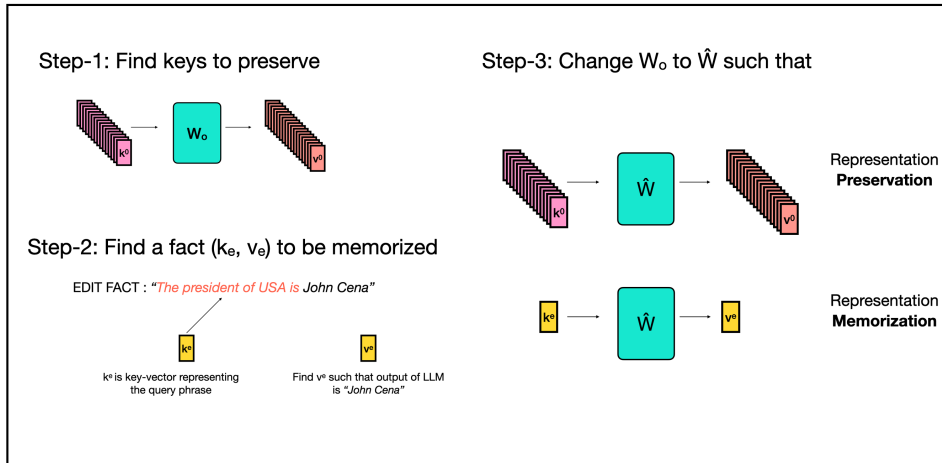 Step-1: Find keys to preserve
k⁰
Wₒ
v⁰
Step-2: Find a fact (kₑ, vₑ) to be memorized
EDIT FACT : “The president of USA is John Cena”
kᵉ
vᵉ
kᵉ is key-vector representing
the query phrase
Find vᵉ such that output of LLM
is “John Cena”
Step-3: Change Wₒ to Ŵ such that
k⁰
Ŵ
v⁰
Representation
Preservation
kᵉ
Ŵ
vᵉ
Representation
Memorization